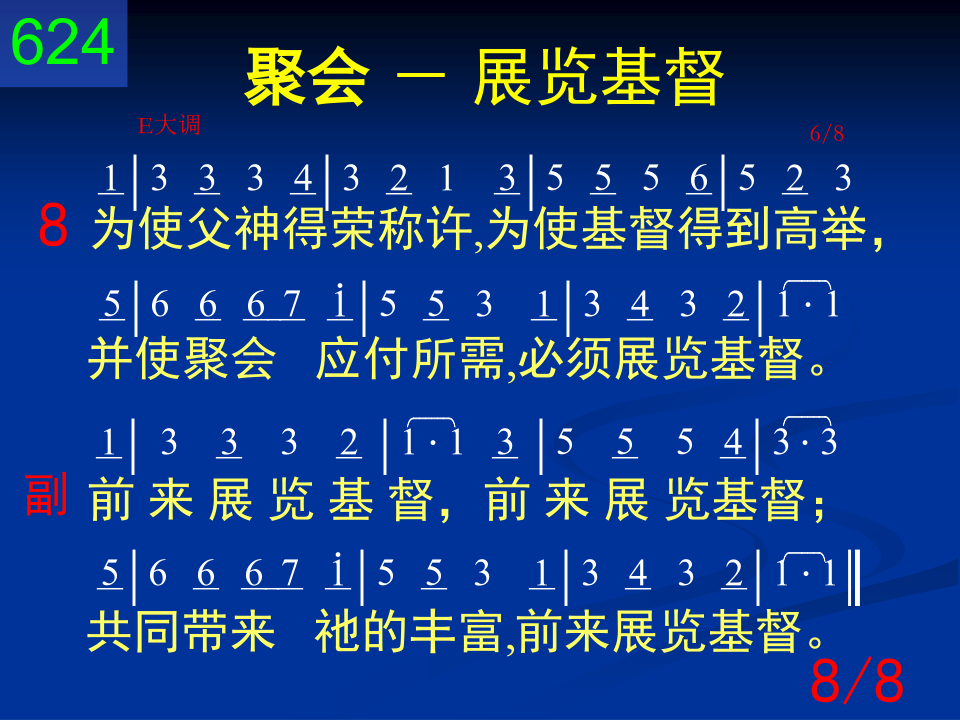 624
聚会 － 展览基督
E大调 6/8
1|3 3 3 4|3 2 1 3|5 5 5 6|5 2 3
8 为使父神得荣称许,为使基督得到高举，
5|6 6 6 7 i|5 5 3 1|3 4 3 2|1·1
并使聚会 应付所需,必须展览基督。
1|3 3 3 2|1·1 3|5 5 5 4|3·3
副 前 来 展 览 基 督，前 来 展 览基督；
5|6 6 6 7 i|5 5 3 1|3 4 3 2|1·1‖
共同带来 祂的丰富,前来展览基督。
8/8